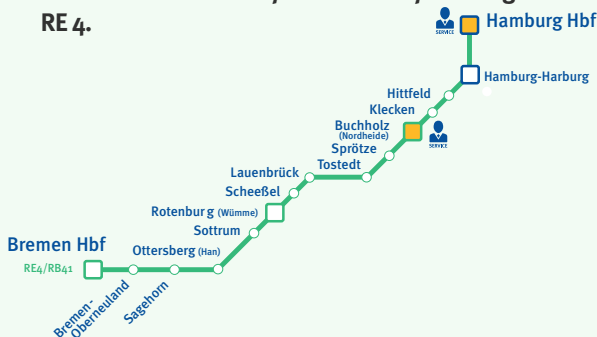 RE 4.
SERVICE
Hamburg Hbf
Hamburg-Harburg
Hittfeld
Klecken
Buchholz
(Nordheide)
SERVICE
Sprötze
Tostedt
Lauenbrück
Scheeßel
Rotenburg (Wümme)
Sottrum
Ottersberg (Han)
Bremen Hbf
RE4/RB41
Bremen-
Oberneuland
Sagehorn